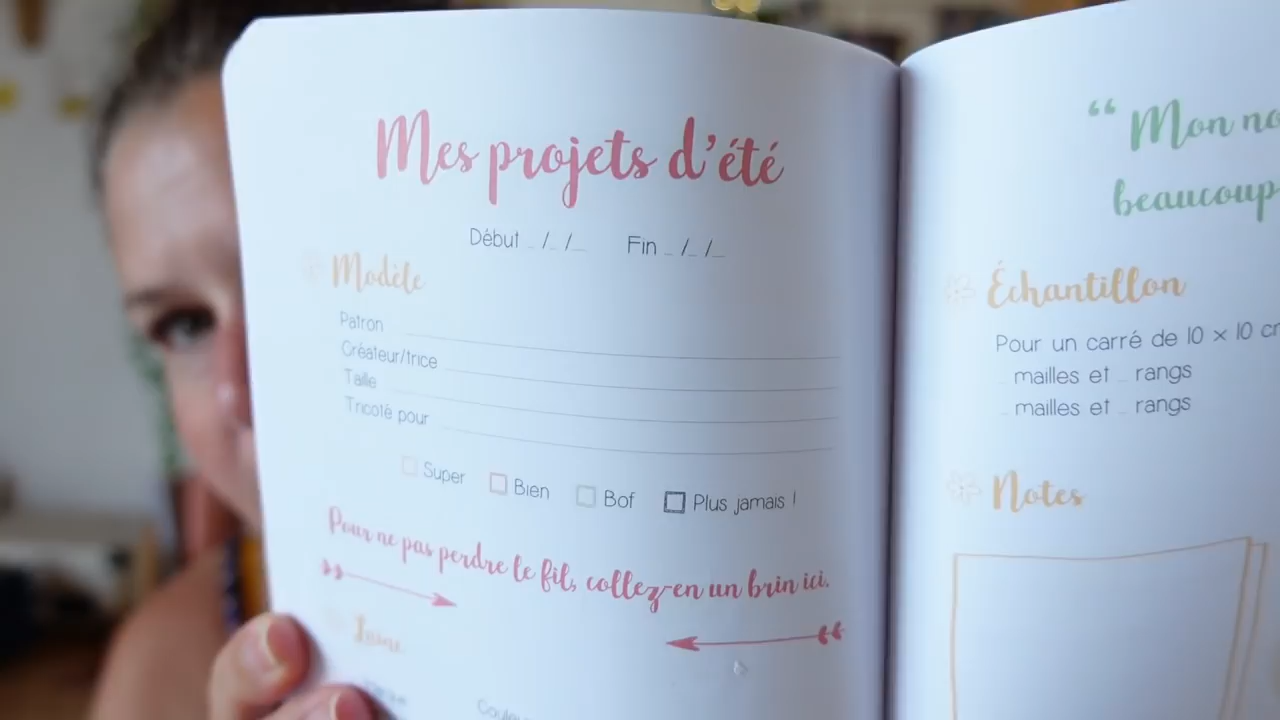 Mes projets d'été
Début _/_/_ Fin _/_/_
Modèle
Patron
Créateur/trice
Taille
Tricoté pour
Super Bien Bof Plus jamais !
Pour ne pas perdre le fil, collez-en un brin ici.
Laine
“ Mon
beaucoup
Échantillon
Pour un carré de 10 × 10 cm
_ mailles et _ rangs
_ mailles et _ rangs
Notes